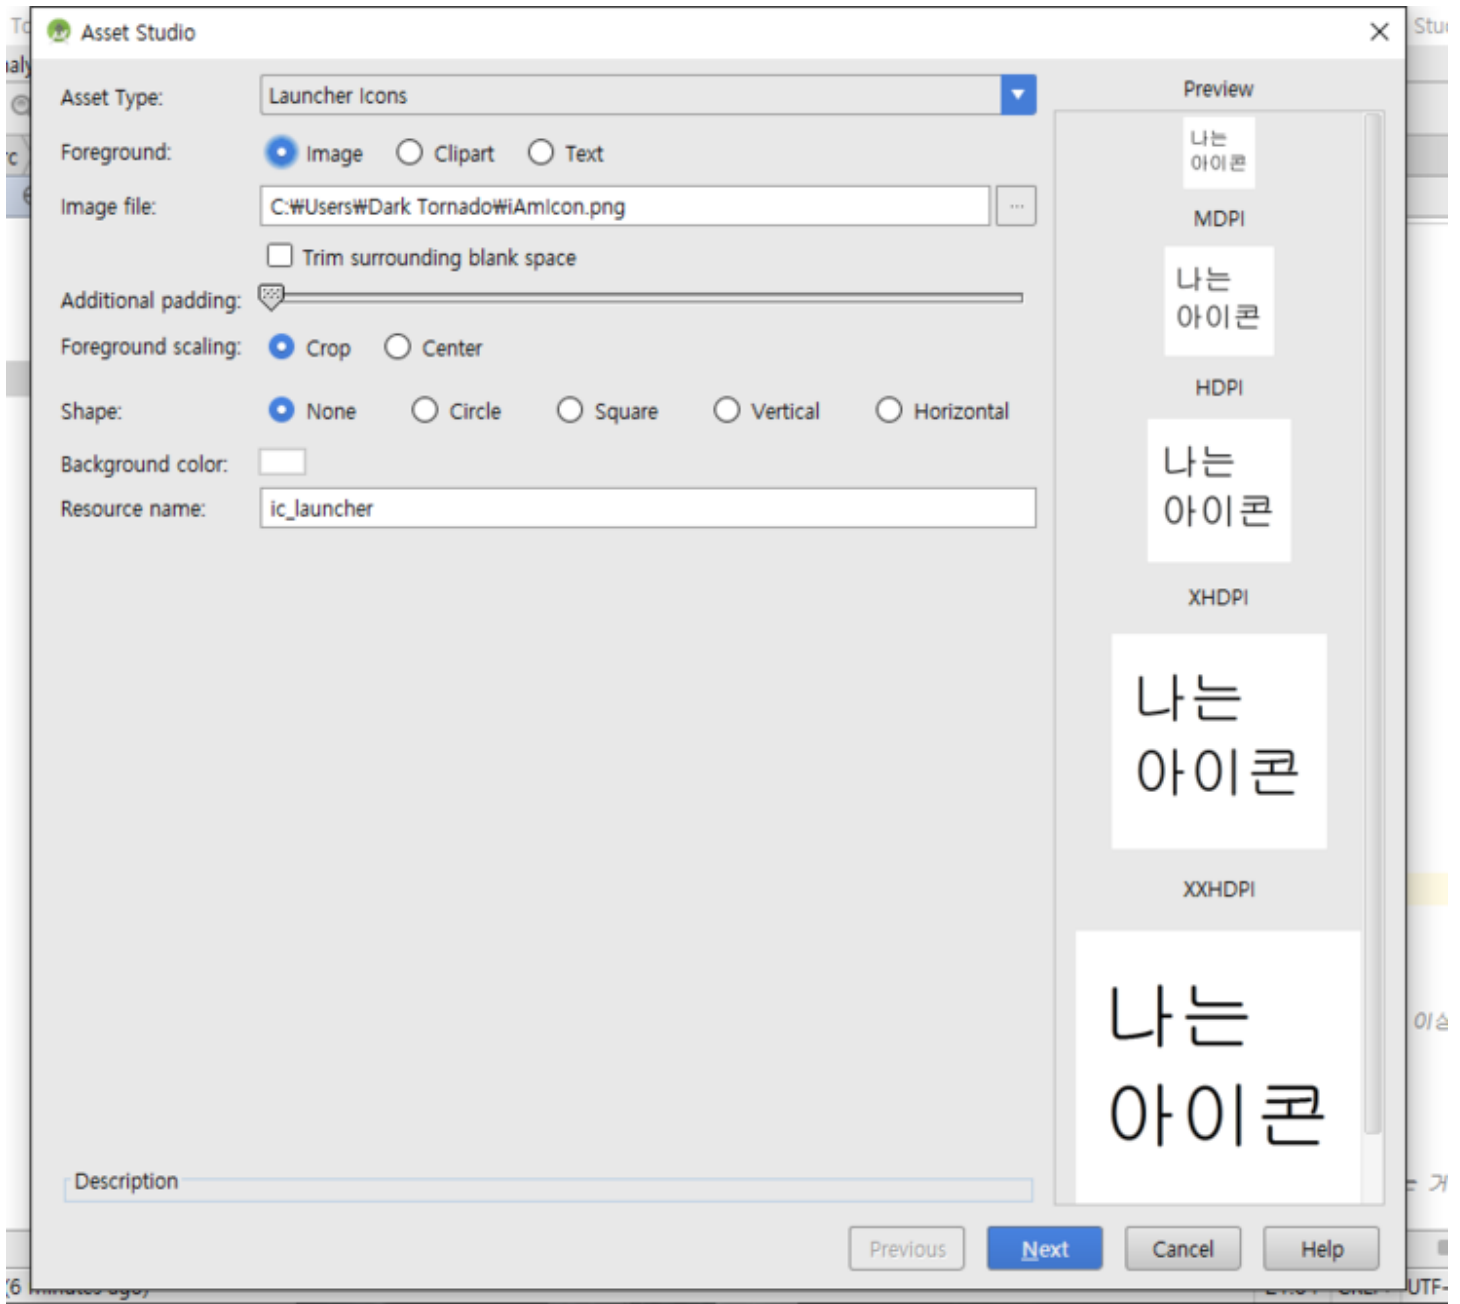 Asset Studio
Asset Type:
Launcher Icons
Foreground:
Image
Clipart
Text
Image file:
C:₩Users₩Dark Tornado₩iAmIcon.png
...
Trim surrounding blank space
Additional padding:
Foreground scaling:
Crop
Center
Shape:
None
Circle
Square
Vertical
Horizontal
Background color:
Resource name:
ic_launcher
Description
Preview
나는
아이콘
MDPI
나는
아이콘
HDPI
나는
아이콘
XHDPI
나는
아이콘
XXHDPI
나는
아이콘
Previous
Next
Cancel
Help